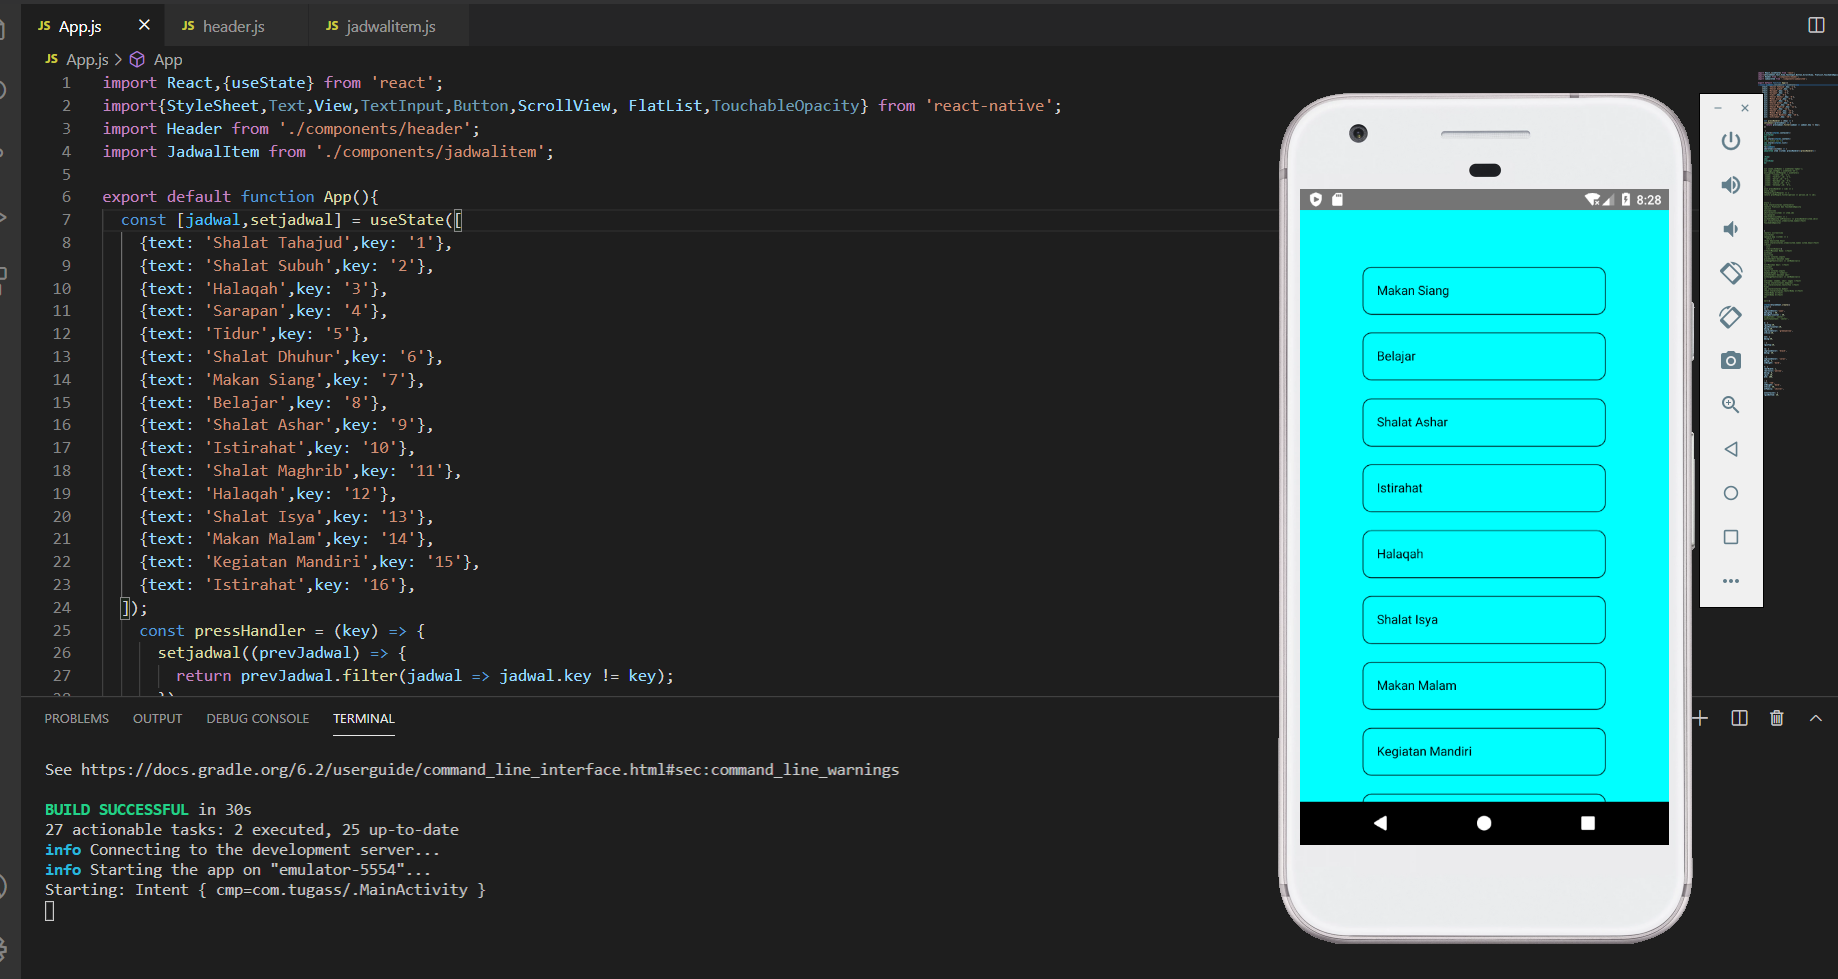 JS App.js × JS header.js JS jadwalitem.js
JS App.js > App
1 import React,{useState} from 'react';
2 import{StyleSheet,Text,View,TextInput,Button,ScrollView, FlatList,TouchableOpacity} from 'react-native';
3 import Header from './components/header';
4 import JadwalItem from './components/jadwalitem';
5
6 export default function App(){
7 const [jadwal,setjadwal] = useState([
8 {text: 'Shalat Tahajud',key: '1'},
9 {text: 'Shalat Subuh',key: '2'},
10 {text: 'Halaqah',key: '3'},
11 {text: 'Sarapan',key: '4'},
12 {text: 'Tidur',key: '5'},
13 {text: 'Shalat Dhuhur',key: '6'},
14 {text: 'Makan Siang',key: '7'},
15 {text: 'Belajar',key: '8'},
16 {text: 'Shalat Ashar',key: '9'},
17 {text: 'Istirahat',key: '10'},
18 {text: 'Shalat Maghrib',key: '11'},
19 {text: 'Halaqah',key: '12'},
20 {text: 'Shalat Isya',key: '13'},
21 {text: 'Makan Malam',key: '14'},
22 {text: 'Kegiatan Mandiri',key: '15'},
23 {text: 'Istirahat',key: '16'},
24 ]);
25 const pressHandler = (key) => {
26 setjadwal((prevJadwal) => {
27 return prevJadwal.filter(jadwal => jadwal.key != key);
28 })
PROBLEMS OUTPUT DEBUG CONSOLE TERMINAL
See https://docs.gradle.org/6.2/userguide/command_line_interface.html#sec:command_line_warnings
BUILD SUCCESSFUL in 30s
27 actionable tasks: 2 executed, 25 up-to-date
info Connecting to the development server...
info Starting the app on "emulator-5554"...
Starting: Intent { cmp=com.tugass/.MainActivity }
8:28
Makan Siang
Belajar
Shalat Ashar
Istirahat
Halaqah
Shalat Isya
Makan Malam
Kegiatan Mandiri